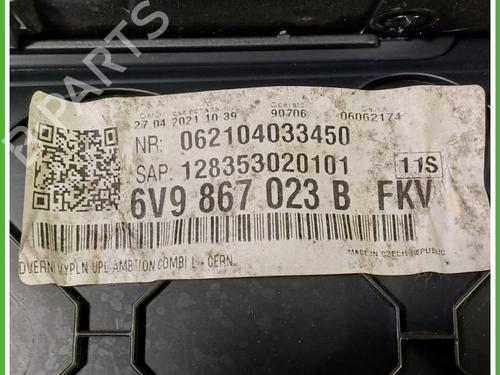 B-PARTS
27 04 2021 10 39 90706 06062174
NR: 062104033450
SAP: 128353020101 11S
6V9 867 023 B FKV
DVERNI VYPLN UPL AMBITION COMBI L - CERN.
MADE IN CZECH REPUBLIC